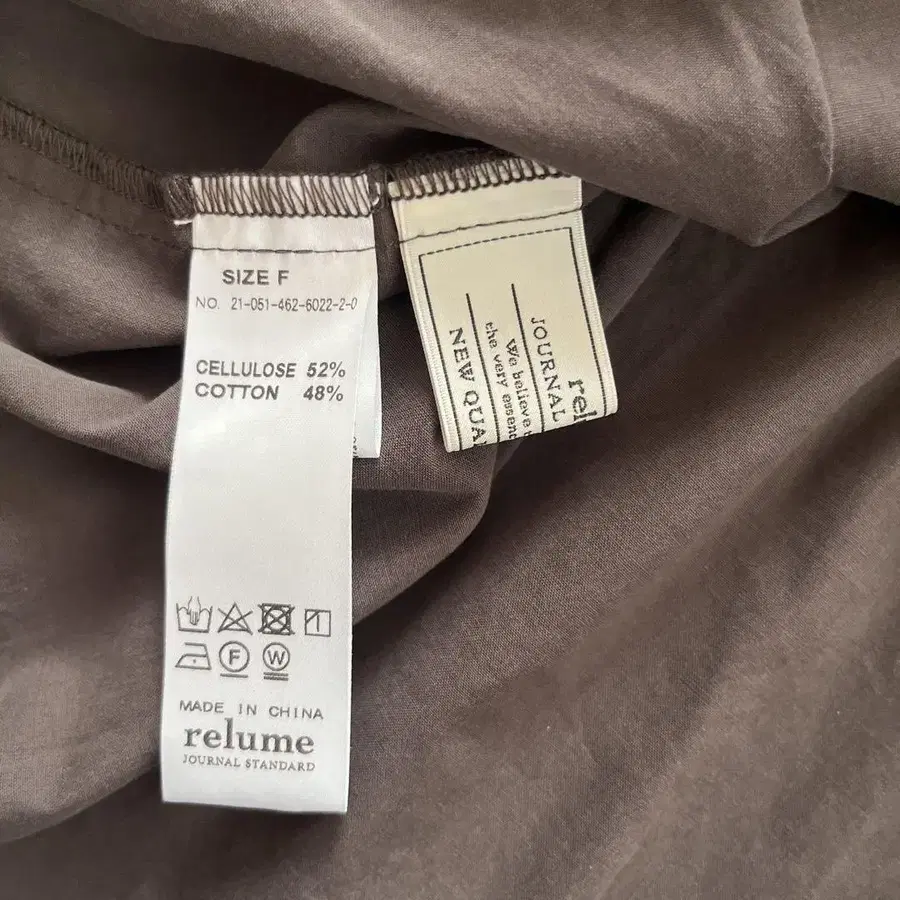 SIZE F
NO. 21-051-462-6022-2-0
CELLULOSE 52%
COTTON 48%
F W
MADE IN CHINA
relume
JOURNAL STANDARD
rel
JOURNAL
We believe
the very essen
NEW QUA